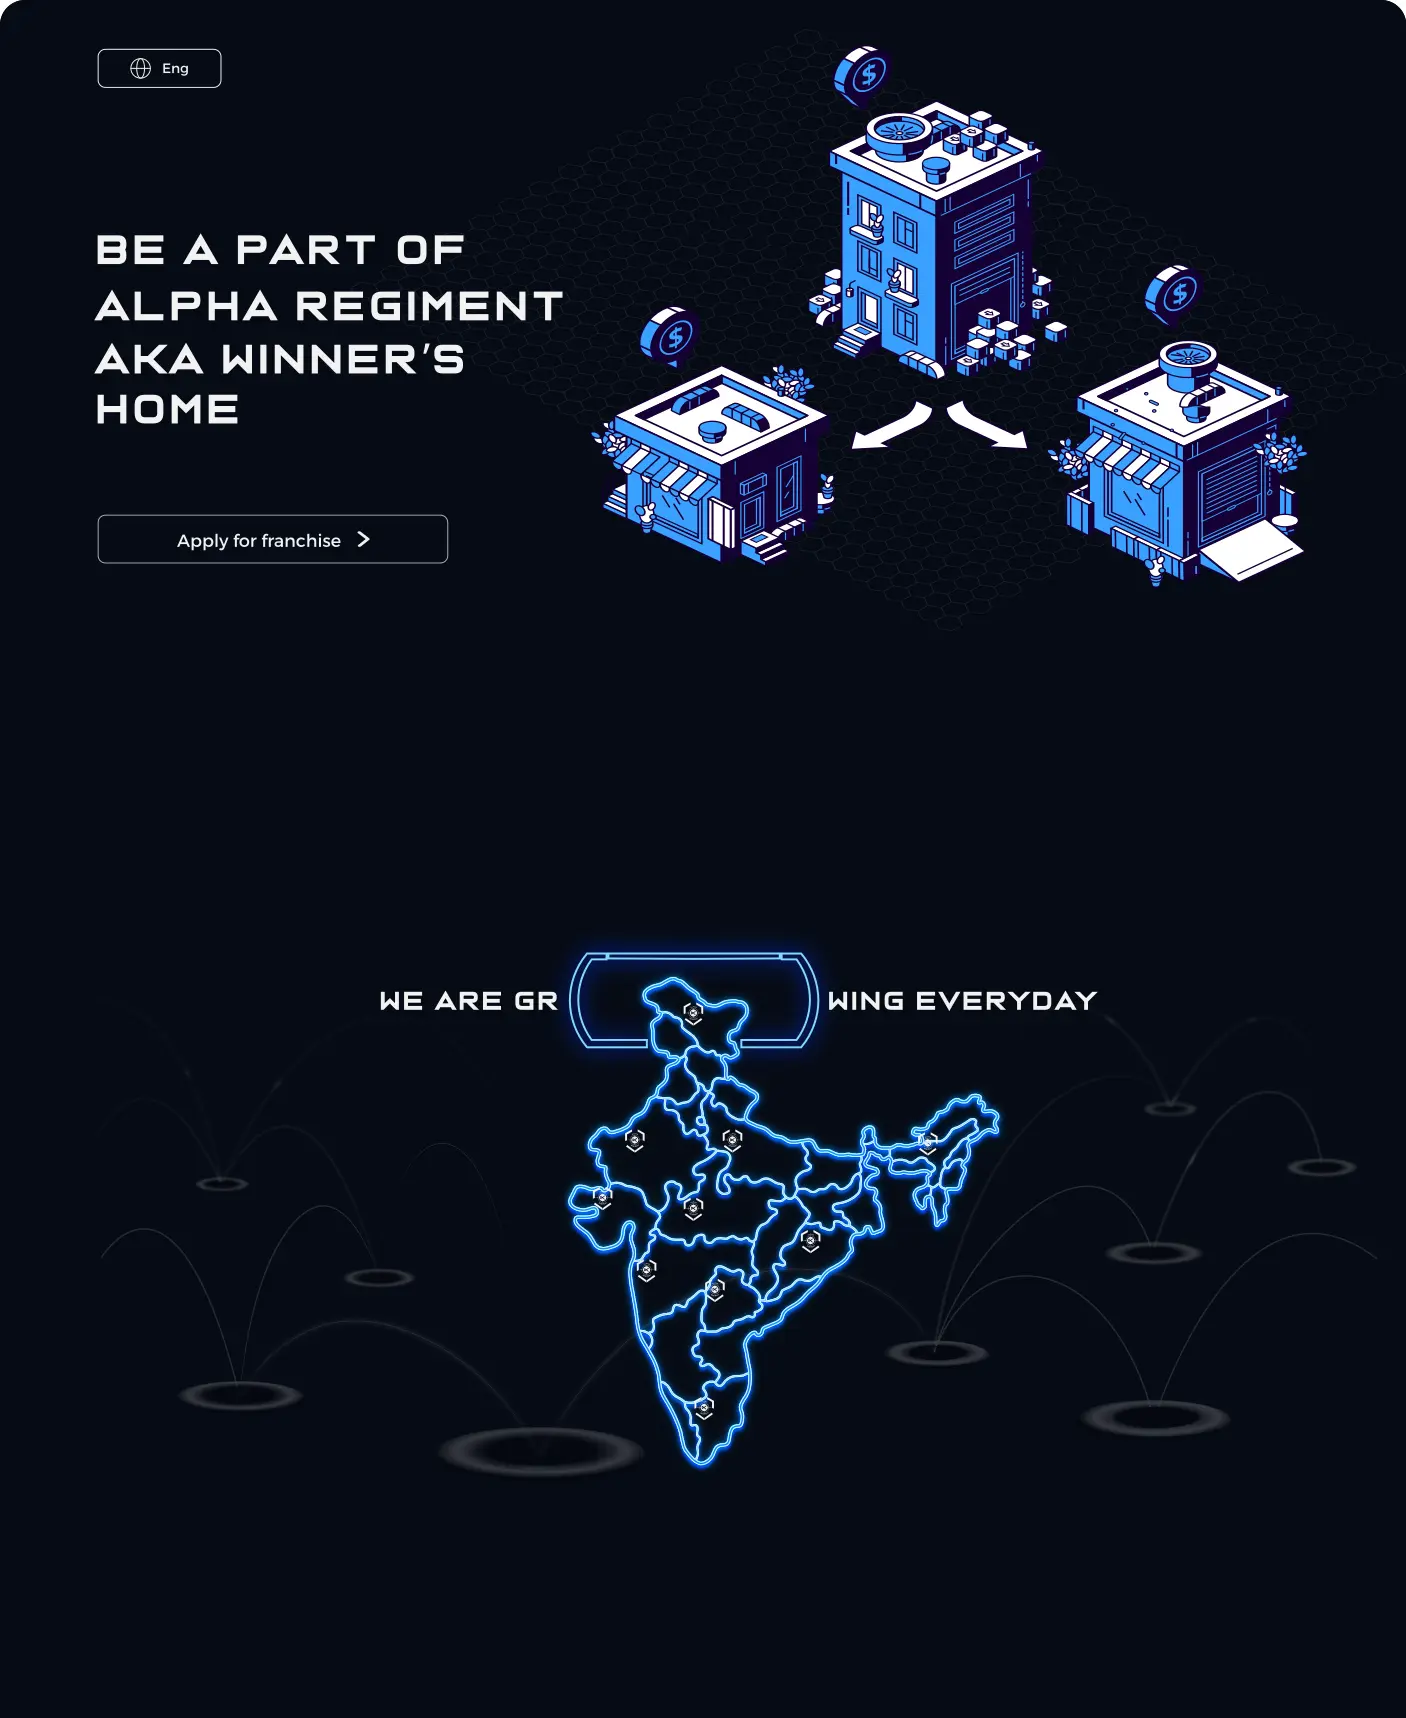 Eng
BE A PART OF
ALPHA REGIMENT
AKA WINNER'S
HOME
Apply for franchise
WE ARE GR WING EVERYDAY